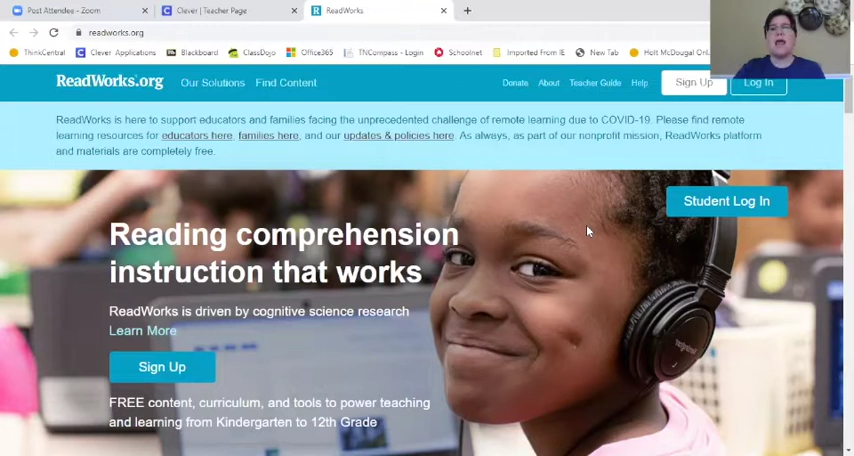 Post Attendee - Zoom
Clever | Teacher Page
ReadWorks
readworks.org
ThinkCentral
Clever Applications
Blackboard
ClassDojo
Office365
TNCompass - Login
Schoolnet
Imported From IE
New Tab
Holt McDougal Onl...
ReadWorks.org
Our Solutions
Find Content
Donate
About
Teacher Guide
Help
Sign Up
Log In
ReadWorks is here to support educators and families facing the unprecedented challenge of remote learning due to COVID-19. Please find remote
learning resources for educators here, families here, and our updates & policies here. As always, as part of our nonprofit mission, ReadWorks platform
and materials are completely free.
Student Log In
Reading comprehension
instruction that works
ReadWorks is driven by cognitive science research
Learn More
Sign Up
FREE content, curriculum, and tools to power teaching
and learning from Kindergarten to 12th Grade